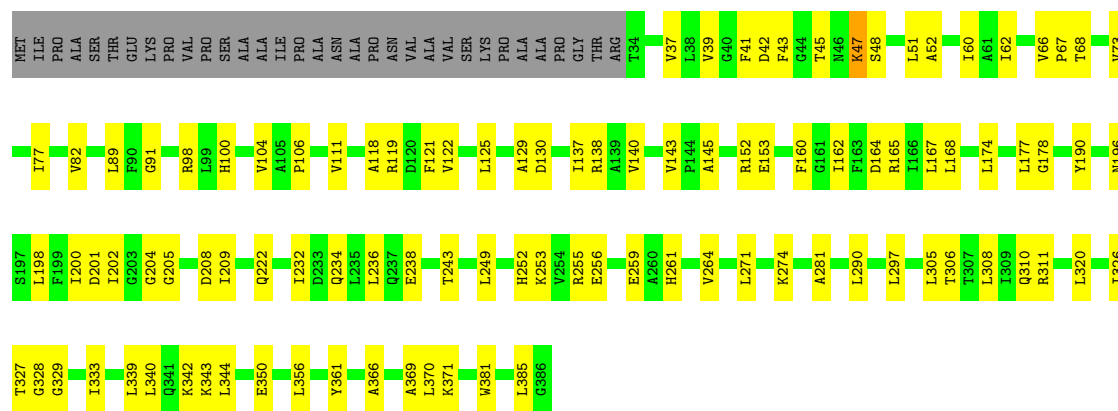 MET ILE PRO ALA SER THR GLU LYS PRO VAL PRO SER ALA ALA ILE PRO ALA ASN ALA PRO ASN VAL ALA VAL SER LYS PRO ALA ALA PRO GLY THR ARG T34 V37 L38 V39 G40 F41 D42 F43 G44 T45 N46 K47 S48 L51 A52 I60 A61 I62 V66 P67 T68 V73
I77 V82 L89 F90 G91 R98 L99 H100 V104 A105 P106 V111 A118 R119 D120 F121 V122 L125 A129 D130 I137 R138 A139 V140 V143 P144 A145 R152 E153 F160 G161 I162 F163 D164 R165 I166 L167 L168 L174 L177 G178 Y190 N196
S197 L198 F199 I200 D201 I202 G203 G204 G205 D208 I209 Q222 I232 D233 Q234 L235 L236 Q237 E238 T243 L249 H252 K253 V254 R255 E256 E259 A260 H261 V264 L271 K274 A281 L290 L297 L305 T306 T307 L308 I309 Q310 R311 L320 I326
T327 G328 G329 I333 L339 L340 Q341 K342 K343 L344 E350 L356 Y361 A366 A369 L370 K371 W381 L385 G386